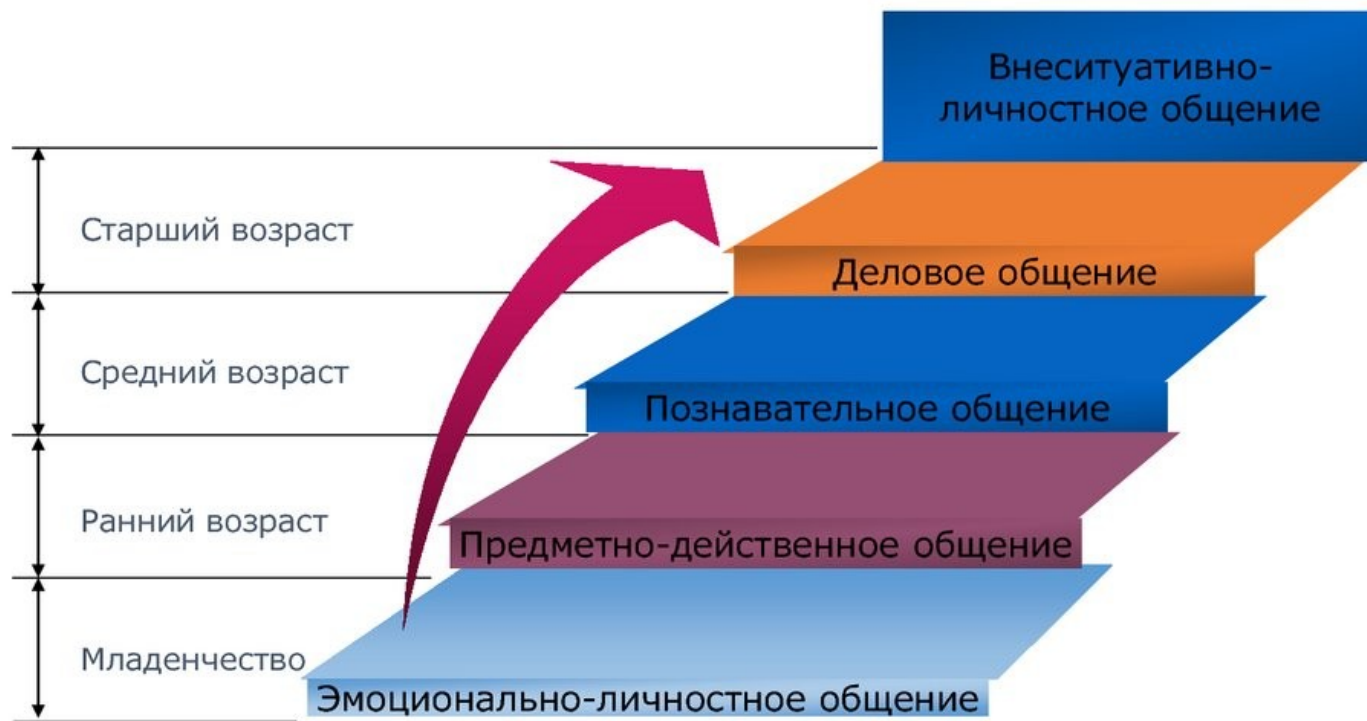 Внеситуативно-
личностное общение
Старший возраст
Деловое общение
Средний возраст
Познавательное общение
Ранний возраст
Предметно-действенное общение
Младенчество
Эмоционально-личностное общение